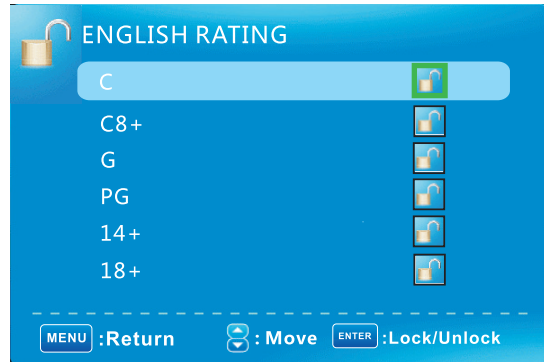 ENGLISH RATING
C
C8+
G
PG
14+
18+
MENU :Return : Move ENTER :Lock/Unlock